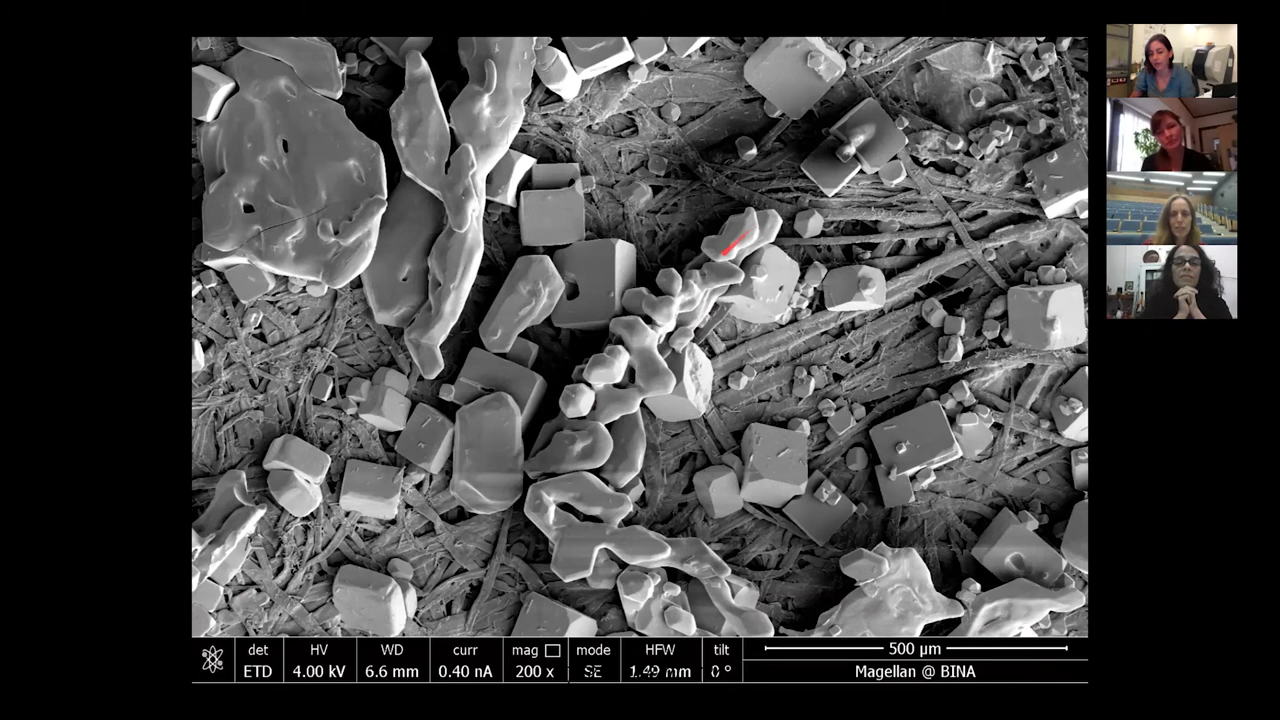 det HV WD curr mag mode HFW tilt 500 µm
ETD 4.00 kV 6.6 mm 0.40 nA 200 x SE 1.49 mm 0 ° Magellan @ BINA